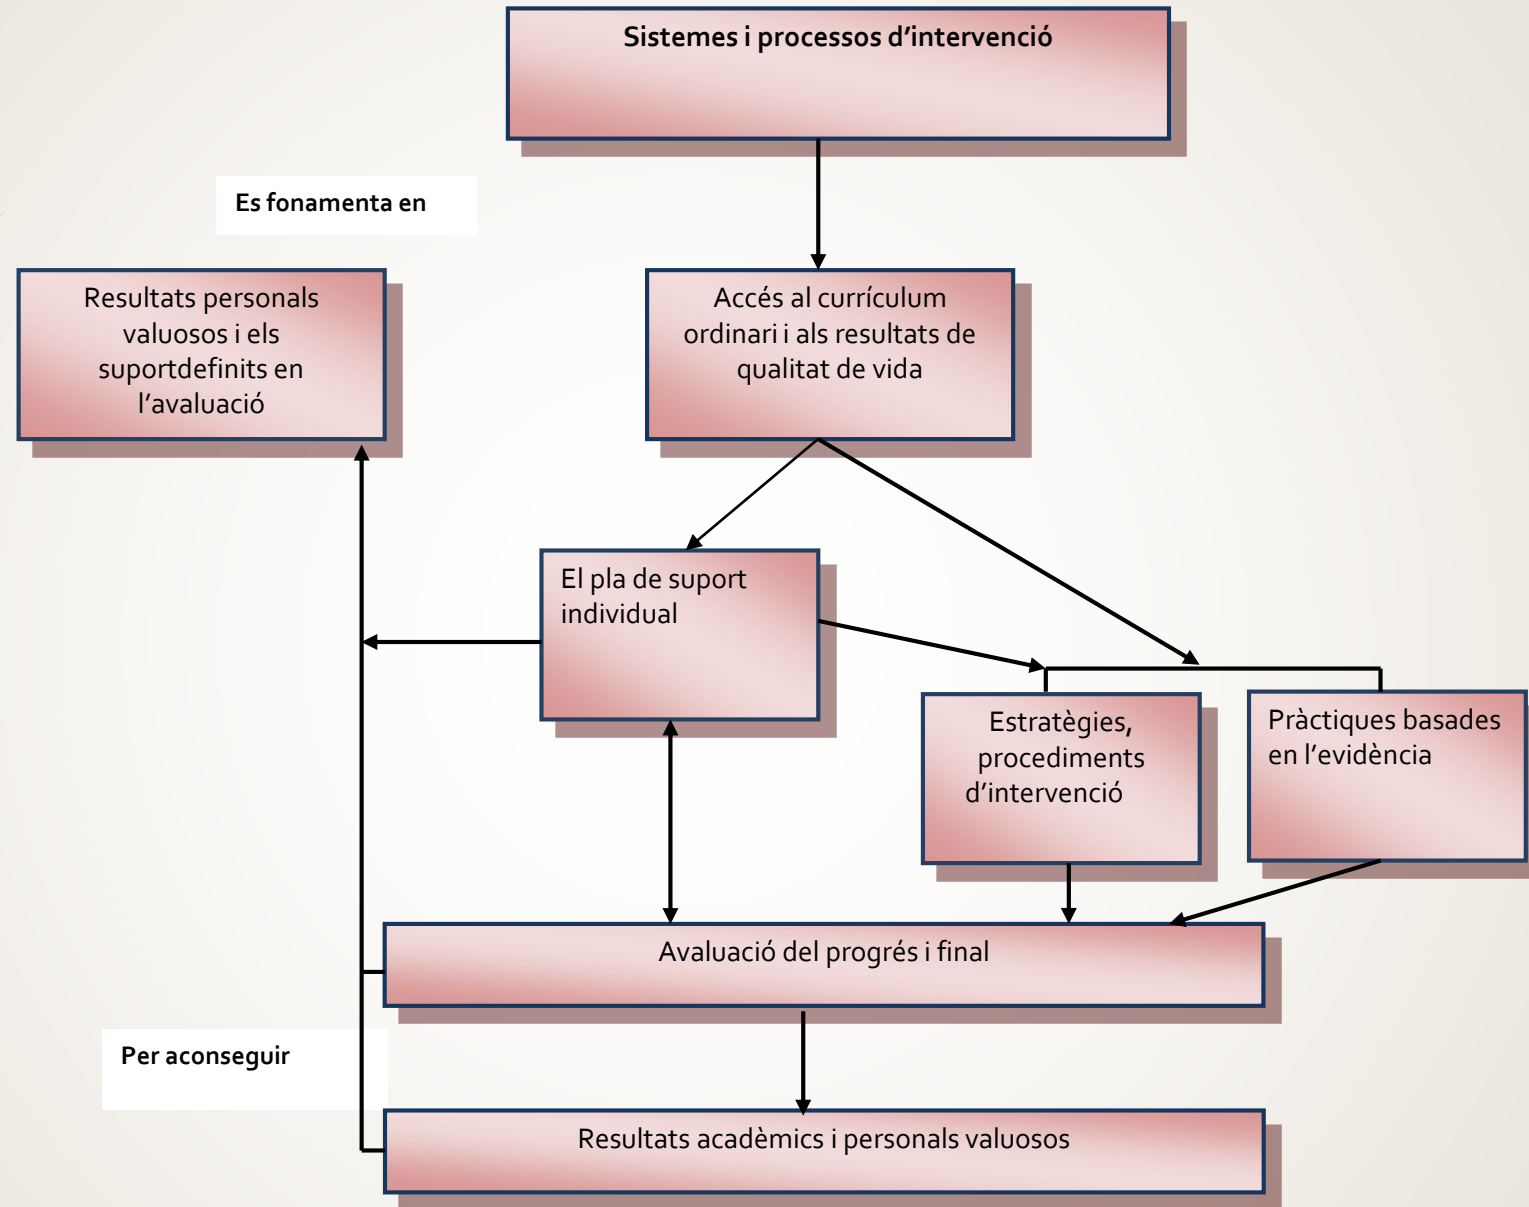 Sistemes i processos d’intervenció
Es fonamenta en
Resultats personals
valuosos i els
suportdefinits en
l’avaluació
Accés al currículum
ordinari i als resultats de
qualitat de vida
El pla de suport
individual
Estratègies,
procediments
d’intervenció
Pràctiques basades
en l’evidència
Avaluació del progrés i final
Per aconseguir
Resultats acadèmics i personals valuosos